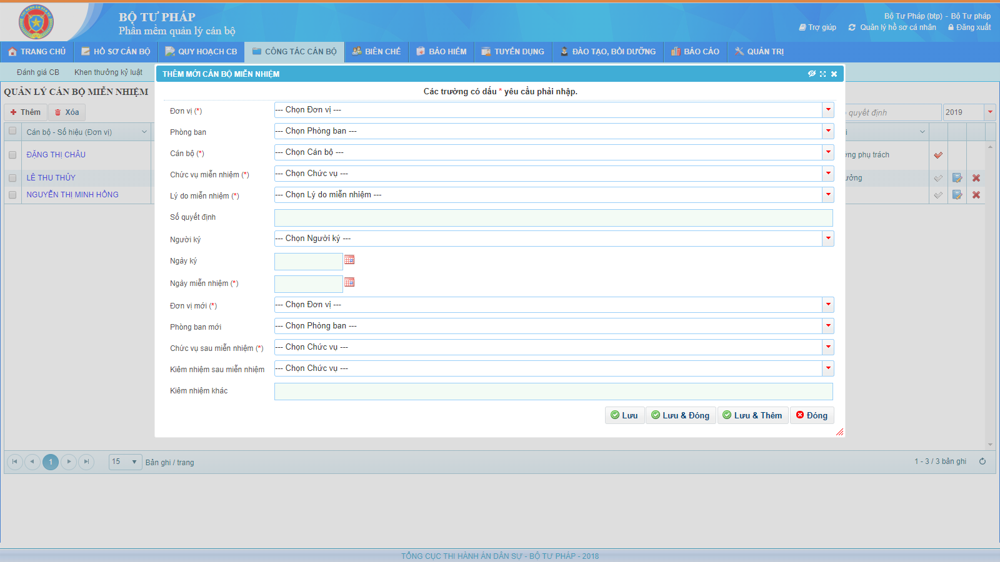 BỘ TƯ PHÁP
Phần mềm quản lý cán bộ
Bộ Tư Pháp (btp) - Bộ Tư pháp
Trợ giúp Quản lý hồ sơ cá nhân Đăng xuất
TRANG CHỦ HỒ SƠ CÁN BỘ QUY HOẠCH CB CÔNG TÁC CÁN BỘ BIÊN CHẾ BẢO HIỂM TUYỂN DỤNG ĐÀO TẠO, BỒI DƯỠNG BÁO CÁO QUẢN TRỊ
Đánh giá CB Khen thưởng kỷ luật
THÊM MỚI CÁN BỘ MIỄN NHIỆM
QUẢN LÝ CÁN BỘ MIỄN NHIỆM
Các trường có dấu * yêu cầu phải nhập.
Thêm Xóa
quyết định 2019
Cán bộ - Số hiệu (Đơn vị)
ĐẶNG THỊ CHÂU
phụ trách
LÊ THU THỦY
NGUYỄN THỊ MINH HỒNG
Đơn vị (*) --- Chọn Đơn vị ---
Phòng ban --- Chọn Phòng ban ---
Cán bộ (*) --- Chọn Cán bộ ---
Chức vụ miễn nhiệm (*) --- Chọn Chức vụ ---
Lý do miễn nhiệm (*) --- Chọn Lý do miễn nhiệm ---
Số quyết định
Người ký --- Chọn Người ký ---
Ngày ký
Ngày miễn nhiệm (*)
Đơn vị mới (*) --- Chọn Đơn vị ---
Phòng ban mới --- Chọn Phòng ban ---
Chức vụ sau miễn nhiệm (*) --- Chọn Chức vụ ---
Kiêm nhiệm sau miễn nhiệm --- Chọn Chức vụ ---
Kiêm nhiệm khác
Lưu Lưu & Đóng Lưu & Thêm Đóng
1 15 Bản ghi / trang 1 - 3 / 3 bản ghi
TỔNG CỤC THI HÀNH ÁN DÂN SỰ - BỘ TƯ PHÁP - 2018